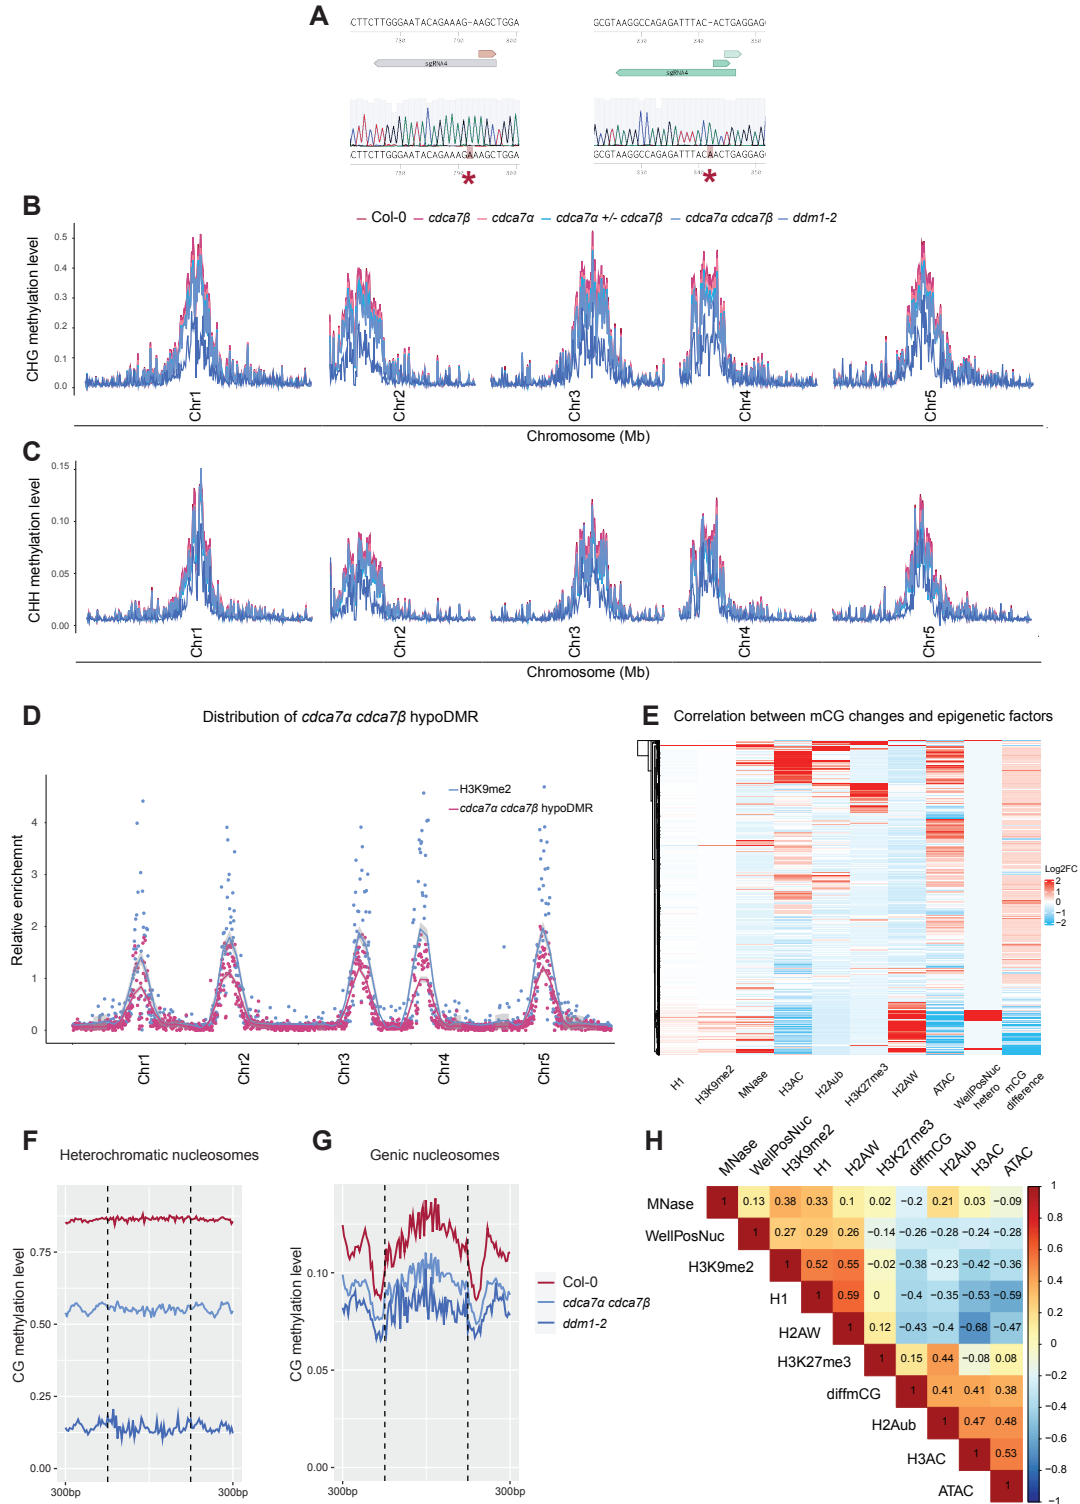 A
CTTCTTGGGAATACAGAAAG-AAGCTGGA
780 792 800
sgRNA4
CTTCTTGGGAATACAGAAAGAAAGCTGGA
780 790 800
*
GCGTAAGGCCAGAGATTTAC-ACTGAGGAG
830 840 850
sgRNA4
GCGTAAGGCCAGAGATTTACAACTGAGGAG
830 840 850
*
B
Col-0 cdca7β cdca7α cdca7α +/- cdca7β cdca7α cdca7β ddm1-2
CHG methylation level
0.5
0.4
0.3
0.2
0.1
0.0
Chr1 Chr2 Chr3 Chr4 Chr5
Chromosome (Mb)
C
CHH methylation level
0.15
0.10
0.05
0.00
Chr1 Chr2 Chr3 Chr4 Chr5
Chromosome (Mb)
D
Distribution of cdca7α cdca7β hypoDMR
H3K9me2
cdca7α cdca7β hypoDMR
Relative enrichemnt
4
3
2
1
0
Chr1 Chr2 Chr3 Chr4 Chr5
E
Correlation between mCG changes and epigenetic factors
Log2FC
2
1
0
−1
−2
H1 H3K9me2 MNase H3AC H2Aub H3K27me3 H2AW ATAC WellPosNuc hetero mCG difference
F
Heterochromatic nucleosomes
CG methylation level
0.75
0.50
0.25
0.00
300bp 300bp
G
Genic nucleosomes
CG methylation level
0.10
0.05
0.00
300bp 300bp
Col-0
cdca7α cdca7β
ddm1-2
H
MNase WellPosNuc H3K9me2 H1 H2AW H3K27me3 diffmCG H2Aub H3AC ATAC
MNase 1 0.13 0.38 0.33 0.1 0.02 −0.2 0.21 0.03 −0.09
WellPosNuc 1 0.27 0.29 0.26 −0.14 −0.26 −0.28 −0.24 −0.28
H3K9me2 1 0.52 0.55 −0.02 −0.38 −0.23 −0.42 −0.36
H1 1 0.59 0 −0.4 −0.35 −0.53 −0.59
H2AW 1 0.12 −0.43 −0.4 −0.68 −0.47
H3K27me3 1 0.15 0.44 −0.08 0.08
diffmCG 1 0.41 0.41 0.38
H2Aub 1 0.47 0.48
H3AC 1 0.53
ATAC 1
1
0.8
0.6
0.4
0.2
0
−0.2
−0.4
−0.6
−0.8
−1